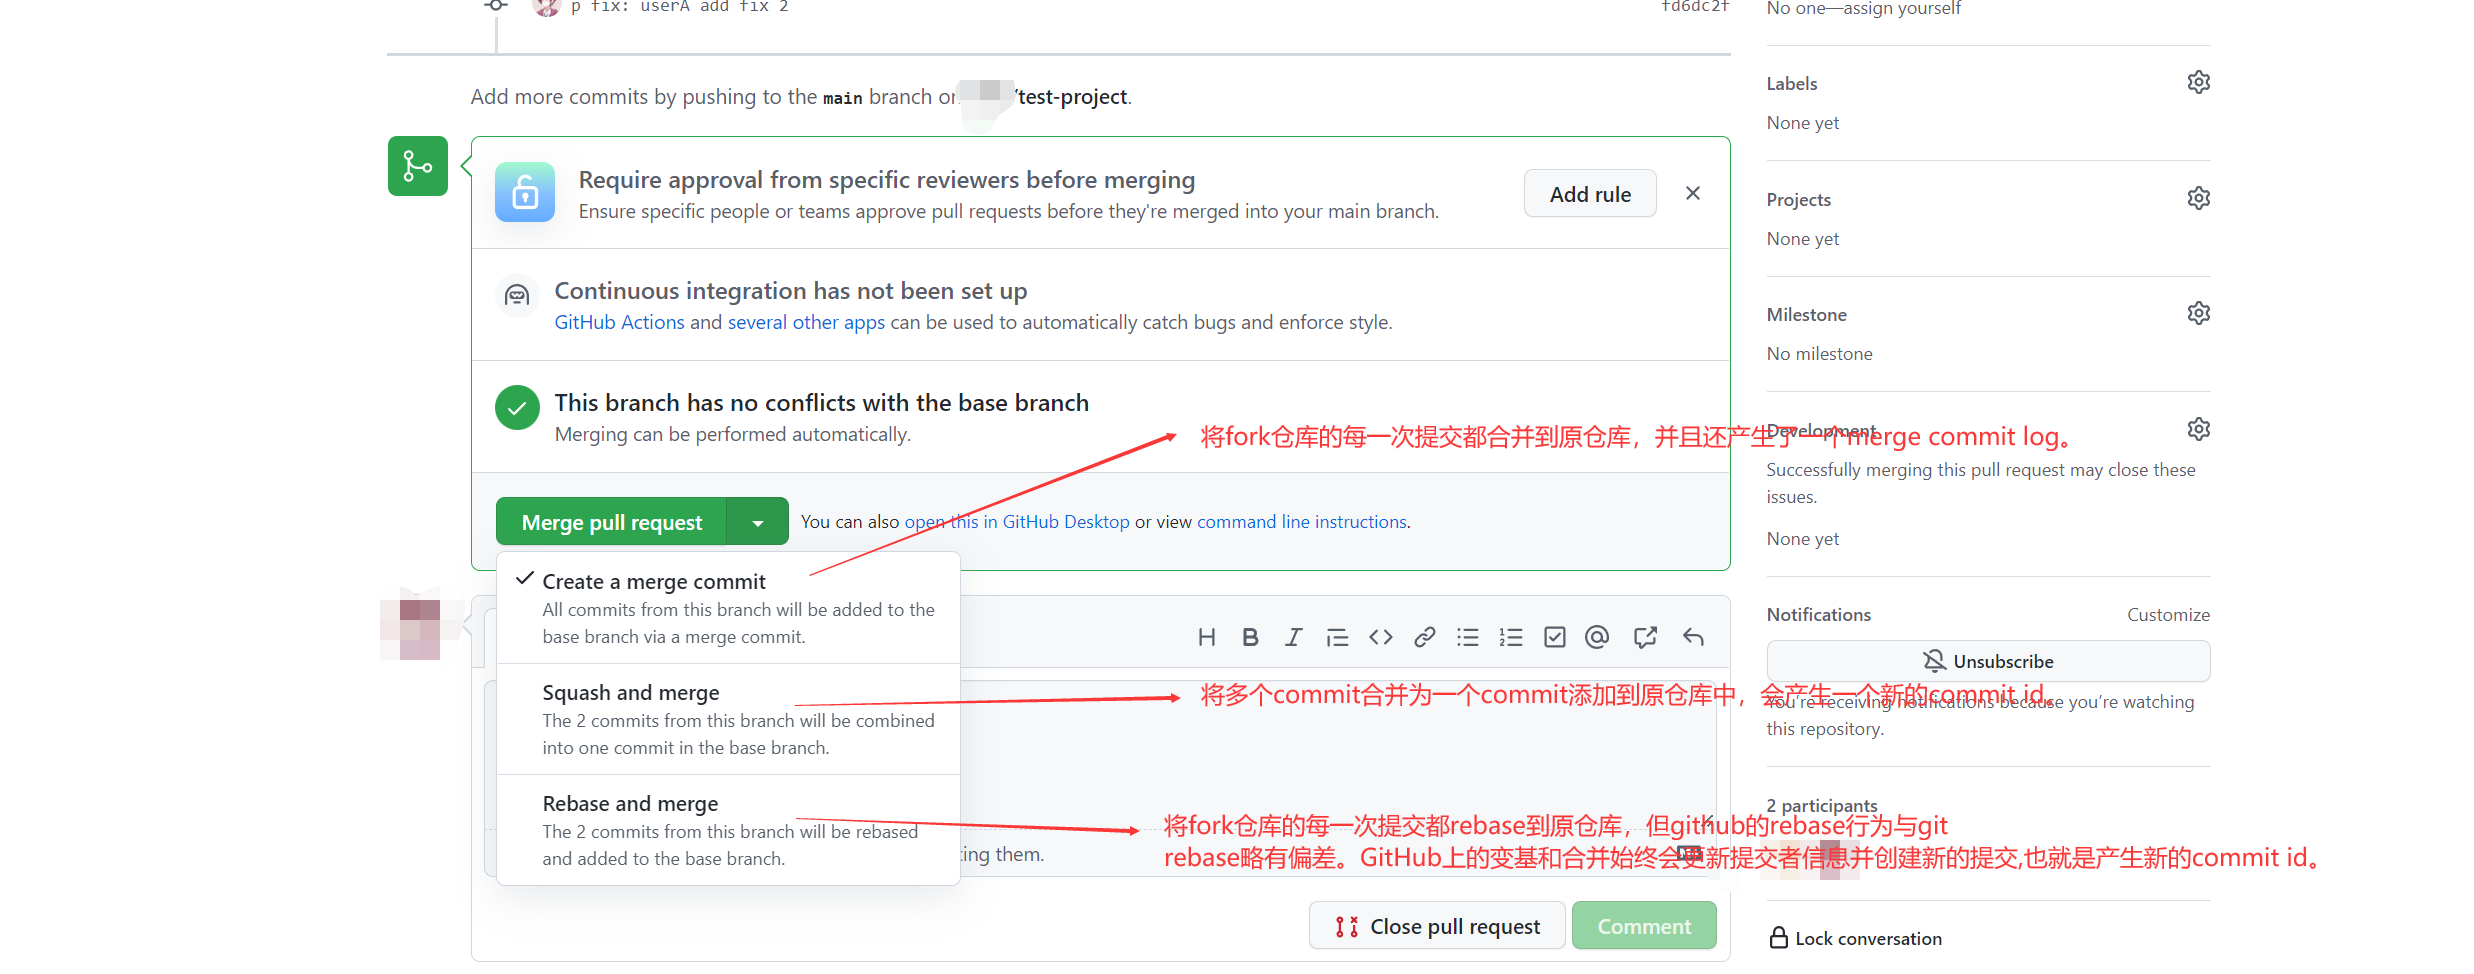 p fix: userA add fix 2
fd6dc2f
Add more commits by pushing to the main branch on /test-project.
Require approval from specific reviewers before merging
Ensure specific people or teams approve pull requests before they're merged into your main branch.
Add rule
Continuous integration has not been set up
GitHub Actions and several other apps can be used to automatically catch bugs and enforce style.
This branch has no conflicts with the base branch
Merging can be performed automatically.
将fork仓库的每一次提交都合并到原仓库，并且还产生了一个merge commit log。
Merge pull request
You can also open this in GitHub Desktop or view command line instructions.
Create a merge commit
All commits from this branch will be added to the
base branch via a merge commit.
Squash and merge
The 2 commits from this branch will be combined
into one commit in the base branch.
将多个commit合并为一个commit添加到原仓库中，会产生一个新的commit id。
Rebase and merge
The 2 commits from this branch will be rebased
and added to the base branch.
将fork仓库的每一次提交都rebase到原仓库，但github的rebase行为与git
rebase略有偏差。GitHub上的变基和合并始终会更新提交者信息并创建新的提交,也就是产生新的commit id。
ting them.
Close pull request
Comment
No one—assign yourself
Labels
None yet
Projects
None yet
Milestone
No milestone
Development
Successfully merging this pull request may close these
issues.
None yet
Notifications
Customize
Unsubscribe
You're receiving notifications because you're watching
this repository.
2 participants
Lock conversation